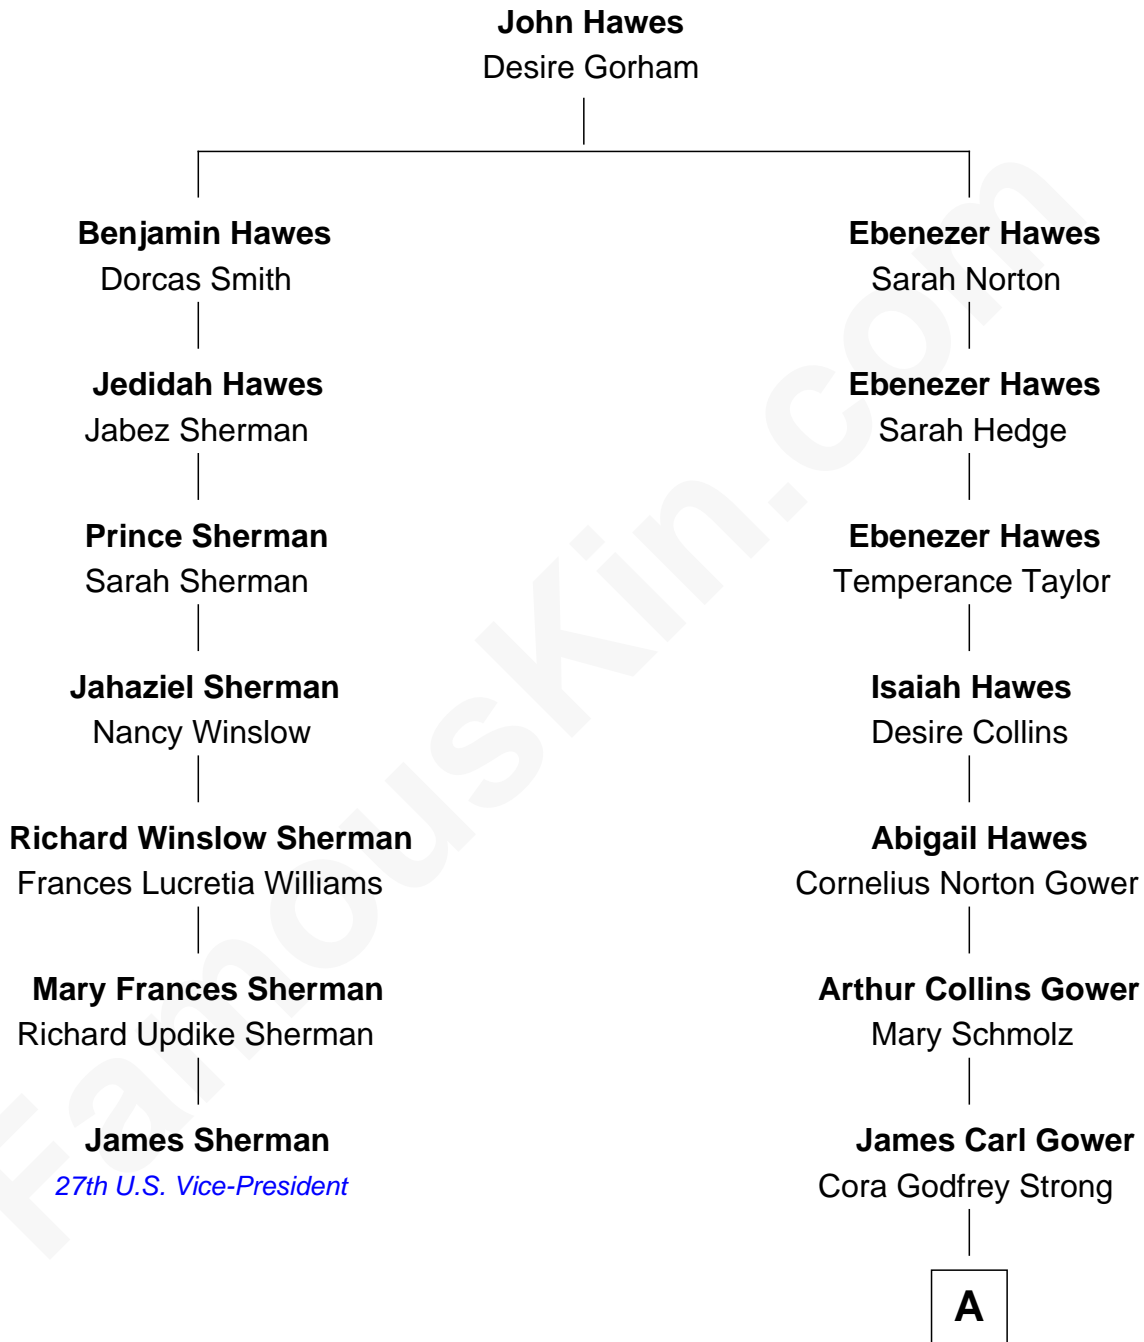 John Hawes
Desire Gorham
Benjamin Hawes
Dorcas Smith
Jedidah Hawes
Jabez Sherman
Prince Sherman
Sarah Sherman
Jahaziel Sherman
Nancy Winslow
Richard Winslow Sherman
Frances Lucretia Williams
Mary Frances Sherman
Richard Updike Sherman
James Sherman
27th U.S. Vice-President
Ebenezer Hawes
Sarah Norton
Ebenezer Hawes
Sarah Hedge
Ebenezer Hawes
Temperance Taylor
Isaiah Hawes
Desire Collins
Abigail Hawes
Cornelius Norton Gower
Arthur Collins Gower
Mary Schmolz
James Carl Gower
Cora Godfrey Strong
A
FamousKin.com